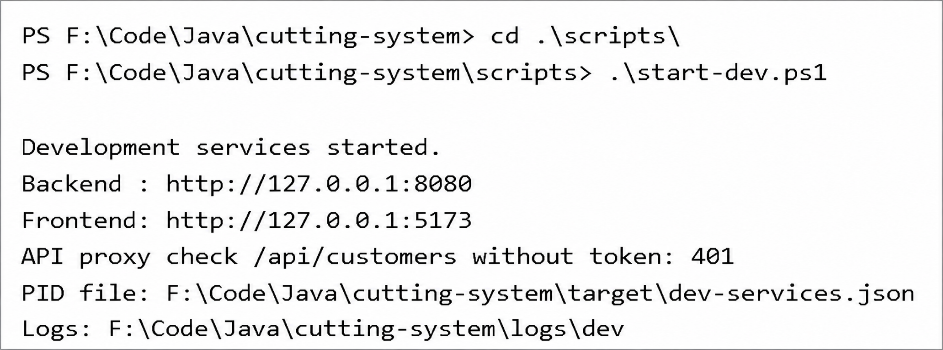 PS F:\Code\Java\cutting-system> cd .\scripts\
PS F:\Code\Java\cutting-system\scripts> .\start-dev.ps1
Development services started.
Backend : http://127.0.0.1:8080
Frontend: http://127.0.0.1:5173
API proxy check /api/customers without token: 401
PID file: F:\Code\Java\cutting-system\target\dev-services.json
Logs: F:\Code\Java\cutting-system\logs\dev